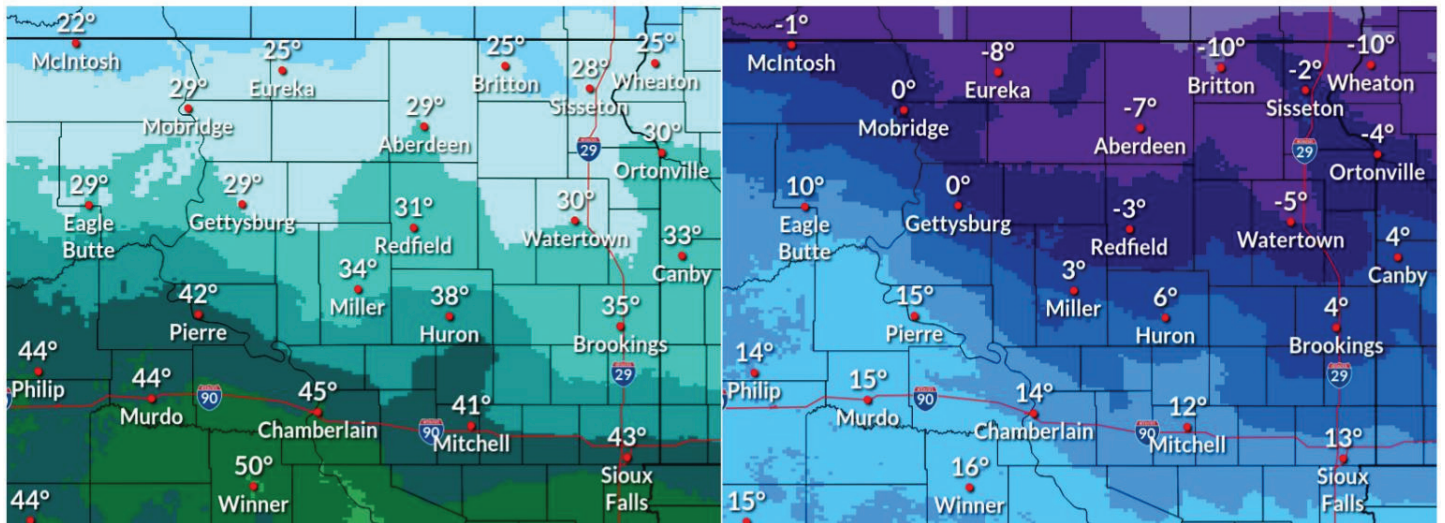 22°
McIntosh
25°
Eureka
25°
Britton
28°
Sisseton
25°
Wheaton
29°
Mobridge
29°
Aberdeen
29
30°
Ortonville
29°
Eagle
Butte
29°
Gettysburg
31°
Redfield
30°
Watertown
33°
Canby
34°
Miller
42°
Pierre
38°
Huron
35°
Brookings
29
44°
Philip
44°
Murdo
90
45°
Chamberlain
90
41°
Mitchell
43°
Sioux
Falls
50°
Winner
44°
-1°
McIntosh
-8°
Eureka
-10°
Britton
-2°
Sisseton
-10°
Wheaton
0°
Mobridge
-7°
Aberdeen
29
-4°
Ortonville
10°
Eagle
Butte
0°
Gettysburg
-3°
Redfield
-5°
Watertown
4°
Canby
3°
Miller
15°
Pierre
6°
Huron
4°
Brookings
29
14°
Philip
15°
Murdo
90
14°
Chamberlain
90
12°
Mitchell
13°
Sioux
Falls
16°
Winner
15°